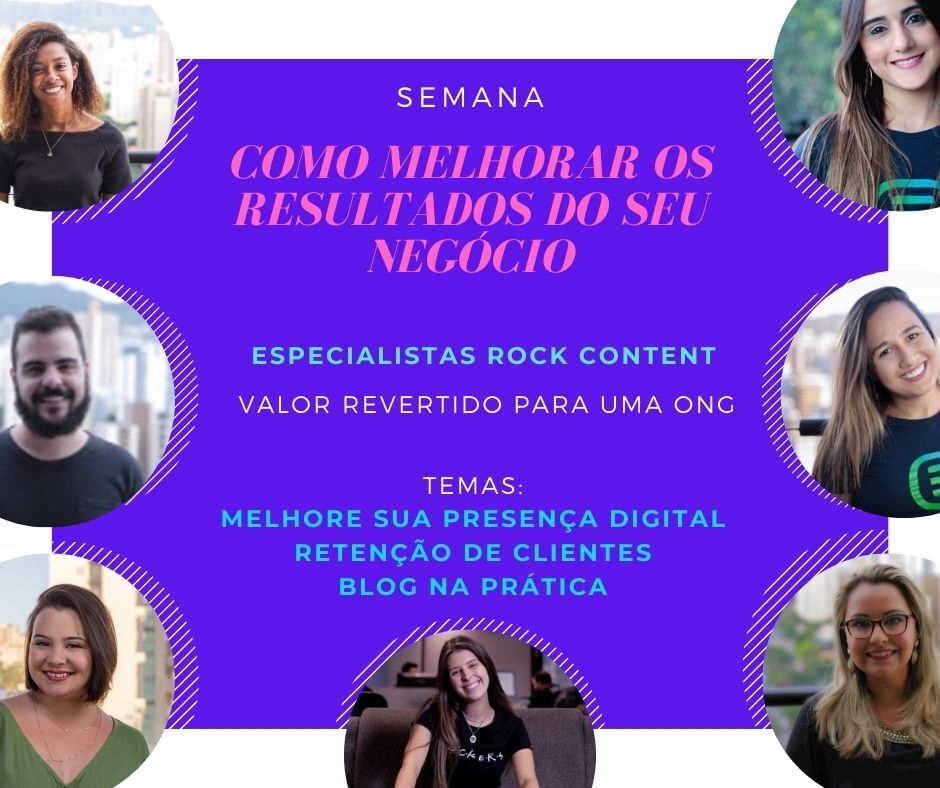 SEMANA
COMO MELHORAR OS
RESULTADOS DO SEU
NEGÓCIO
ESPECIALISTAS ROCK CONTENT
VALOR REVERTIDO PARA UMA ONG
TEMAS:
MELHORE SUA PRESENÇA DIGITAL
RETENÇÃO DE CLIENTES
BLOG NA PRÁTICA